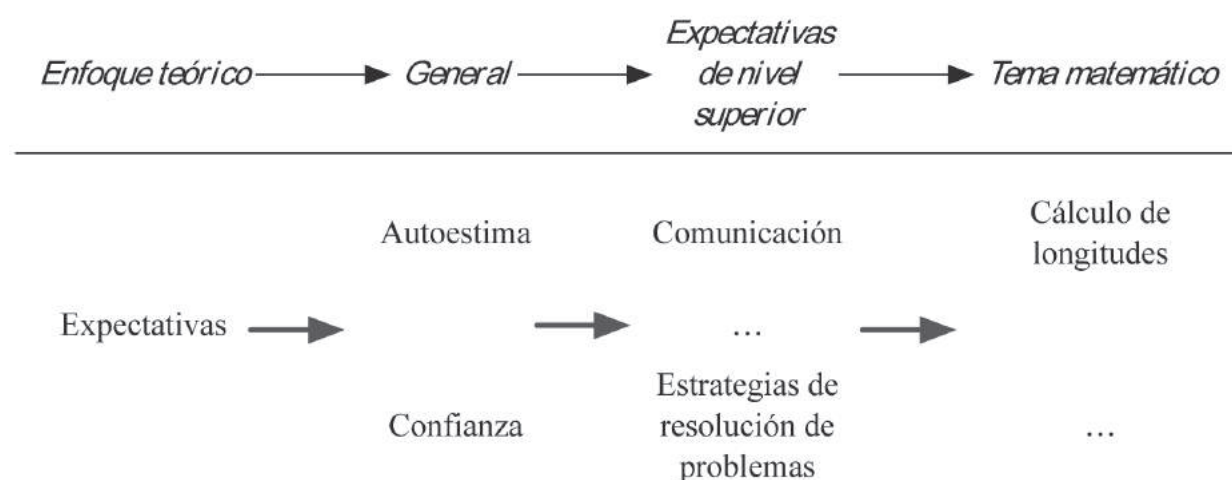 Enfoque teórico
General
Expectativas
de nivel
superior
Tema matemático
Autoestima
Comunicación
Cálculo de
longitudes
Expectativas
...
Confianza
Estrategias de
resolución de
problemas
...